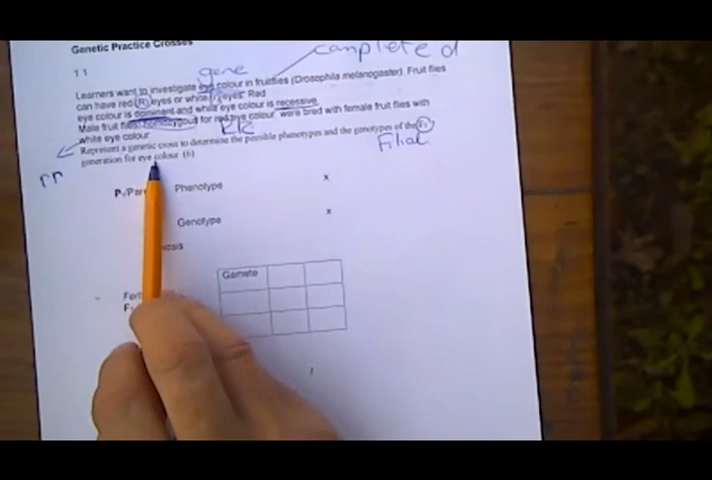 Genetic Practice Crosses
complete d
1 1
gene
Learners want to investigate eye colour in fruitflies (Drosophila melanogaster). Fruit flies
can have red (R) eyes or white (r) eyes. Red
eye colour is dominant and white eye colour is recessive.
Male fruit flies, homozygous for red eye colour, were bred with female fruit flies with
RR
white eye colour
Represent a genetic cross to determine the possible phenotypes and the genotypes of the F1
Filial
generation for eye colour (6)
rr
Phenotype x
Genotype x
Gamete